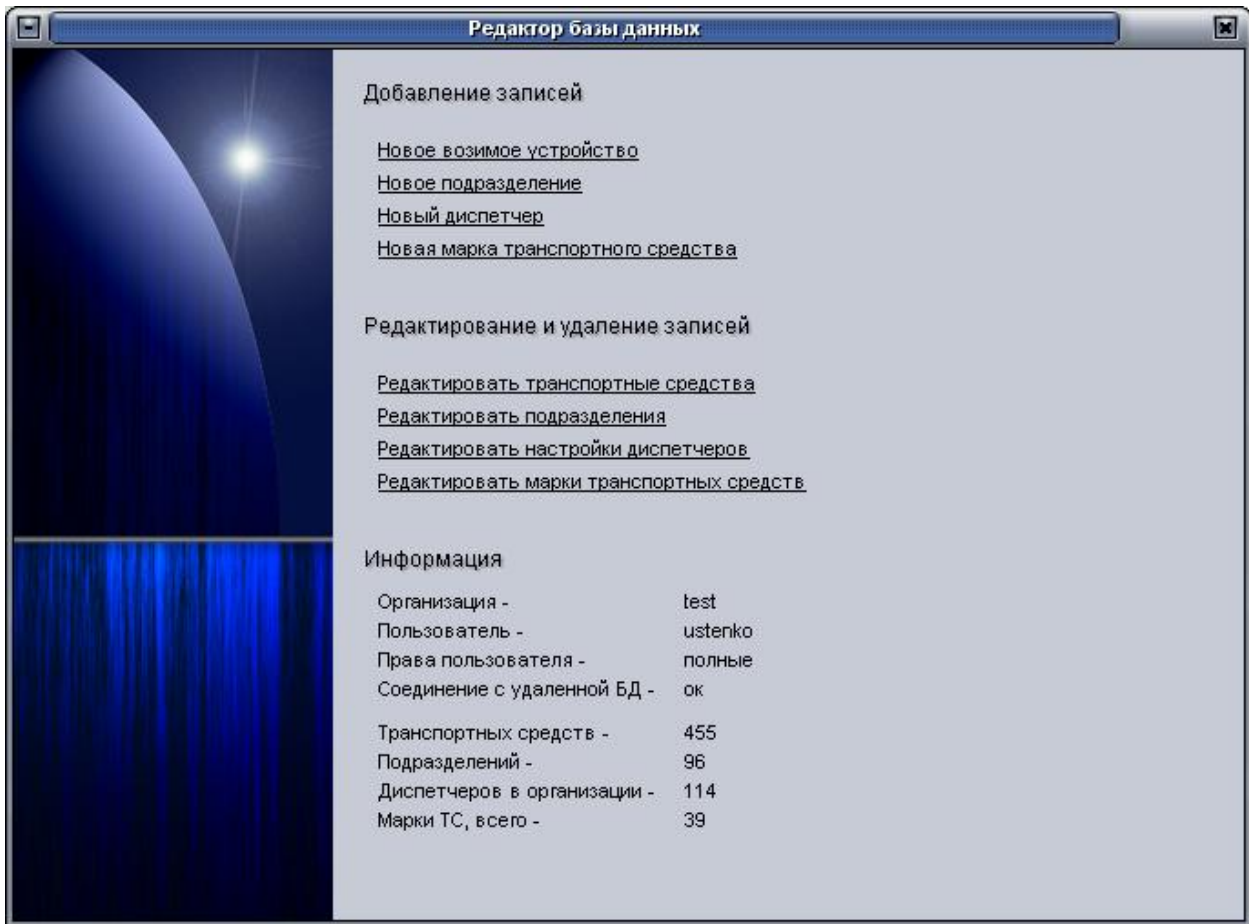 Редактор базы данных
Добавление записей
Новое возимое устройство
Новое подразделение
Новый диспетчер
Новая марка транспортного средства
Редактирование и удаление записей
Редактировать транспортные средства
Редактировать подразделения
Редактировать настройки диспетчеров
Редактировать марки транспортных средств
Информация
Организация - test
Пользователь - ustenko
Права пользователя - полные
Соединение с удаленной БД - ок
Транспортных средств - 455
Подразделений - 96
Диспетчеров в организации - 114
Марки ТС, всего - 39